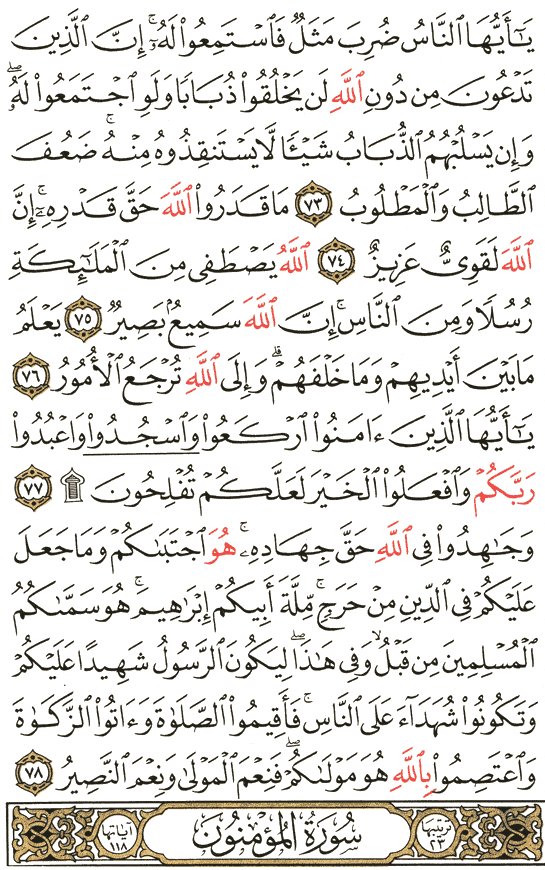 يَـٰٓأَيُّهَا ٱلنَّاسُ ضُرِبَ مَثَلٌ فَٱسْتَمِعُوا۟ لَهُۥٓ ۚ إِنَّ ٱلَّذِينَ
تَدْعُونَ مِن دُونِ ٱللَّهِ لَن يَخْلُقُوا۟ ذُبَابًا وَلَوِ ٱجْتَمَعُوا۟ لَهُۥ ۖ
وَإِن يَسْلُبْهُمُ ٱلذُّبَابُ شَيْـًٔا لَّا يَسْتَنقِذُوهُ مِنْهُ ۚ ضَعُفَ
ٱلطَّالِبُ وَٱلْمَطْلُوبُ ٧٣ مَا قَدَرُوا۟ ٱللَّهَ حَقَّ قَدْرِهِۦٓ ۗ إِنَّ
ٱللَّهَ لَقَوِىٌّ عَزِيزٌ ٧٤ ٱللَّهُ يَصْطَفِى مِنَ ٱلْمَلَـٰٓئِكَةِ
رُسُلًا وَمِنَ ٱلنَّاسِ ۚ إِنَّ ٱللَّهَ سَمِيعٌۢ بَصِيرٌ ٧٥ يَعْلَمُ
مَا بَيْنَ أَيْدِيهِمْ وَمَا خَلْفَهُمْ ۗ وَإِلَى ٱللَّهِ تُرْجَعُ ٱلْأُمُورُ ٧٦
يَـٰٓأَيُّهَا ٱلَّذِينَ ءَامَنُوا۟ ٱرْكَعُوا۟ وَٱسْجُدُوا۟ وَٱعْبُدُوا۟
رَبَّكُمْ وَٱفْعَلُوا۟ ٱلْخَيْرَ لَعَلَّكُمْ تُفْلِحُونَ ۩ ٧٧
وَجَـٰهِدُوا۟ فِى ٱللَّهِ حَقَّ جِهَادِهِۦ ۚ هُوَ ٱجْتَبَىٰكُمْ وَمَا جَعَلَ
عَلَيْكُمْ فِى ٱلدِّينِ مِنْ حَرَجٍ ۚ مِّلَّةَ أَبِيكُمْ إِبْرَٰهِيمَ ۚ هُوَ سَمَّىٰكُمُ
ٱلْمُسْلِمِينَ مِن قَبْلُ وَفِى هَـٰذَا لِيَكُونَ ٱلرَّسُولُ شَهِيدًا عَلَيْكُمْ
وَتَكُونُوا۟ شُهَدَآءَ عَلَى ٱلنَّاسِ ۚ فَأَقِيمُوا۟ ٱلصَّلَوٰةَ وَءَاتُوا۟ ٱلزَّكَوٰةَ
وَٱعْتَصِمُوا۟ بِٱللَّهِ هُوَ مَوْلَىٰكُمْ ۖ فَنِعْمَ ٱلْمَوْلَىٰ وَنِعْمَ ٱلنَّصِيرُ ٧٨
ترتيبها ٢٣ سُورَةُ المُؤْمِنُون آياتها ١١٨